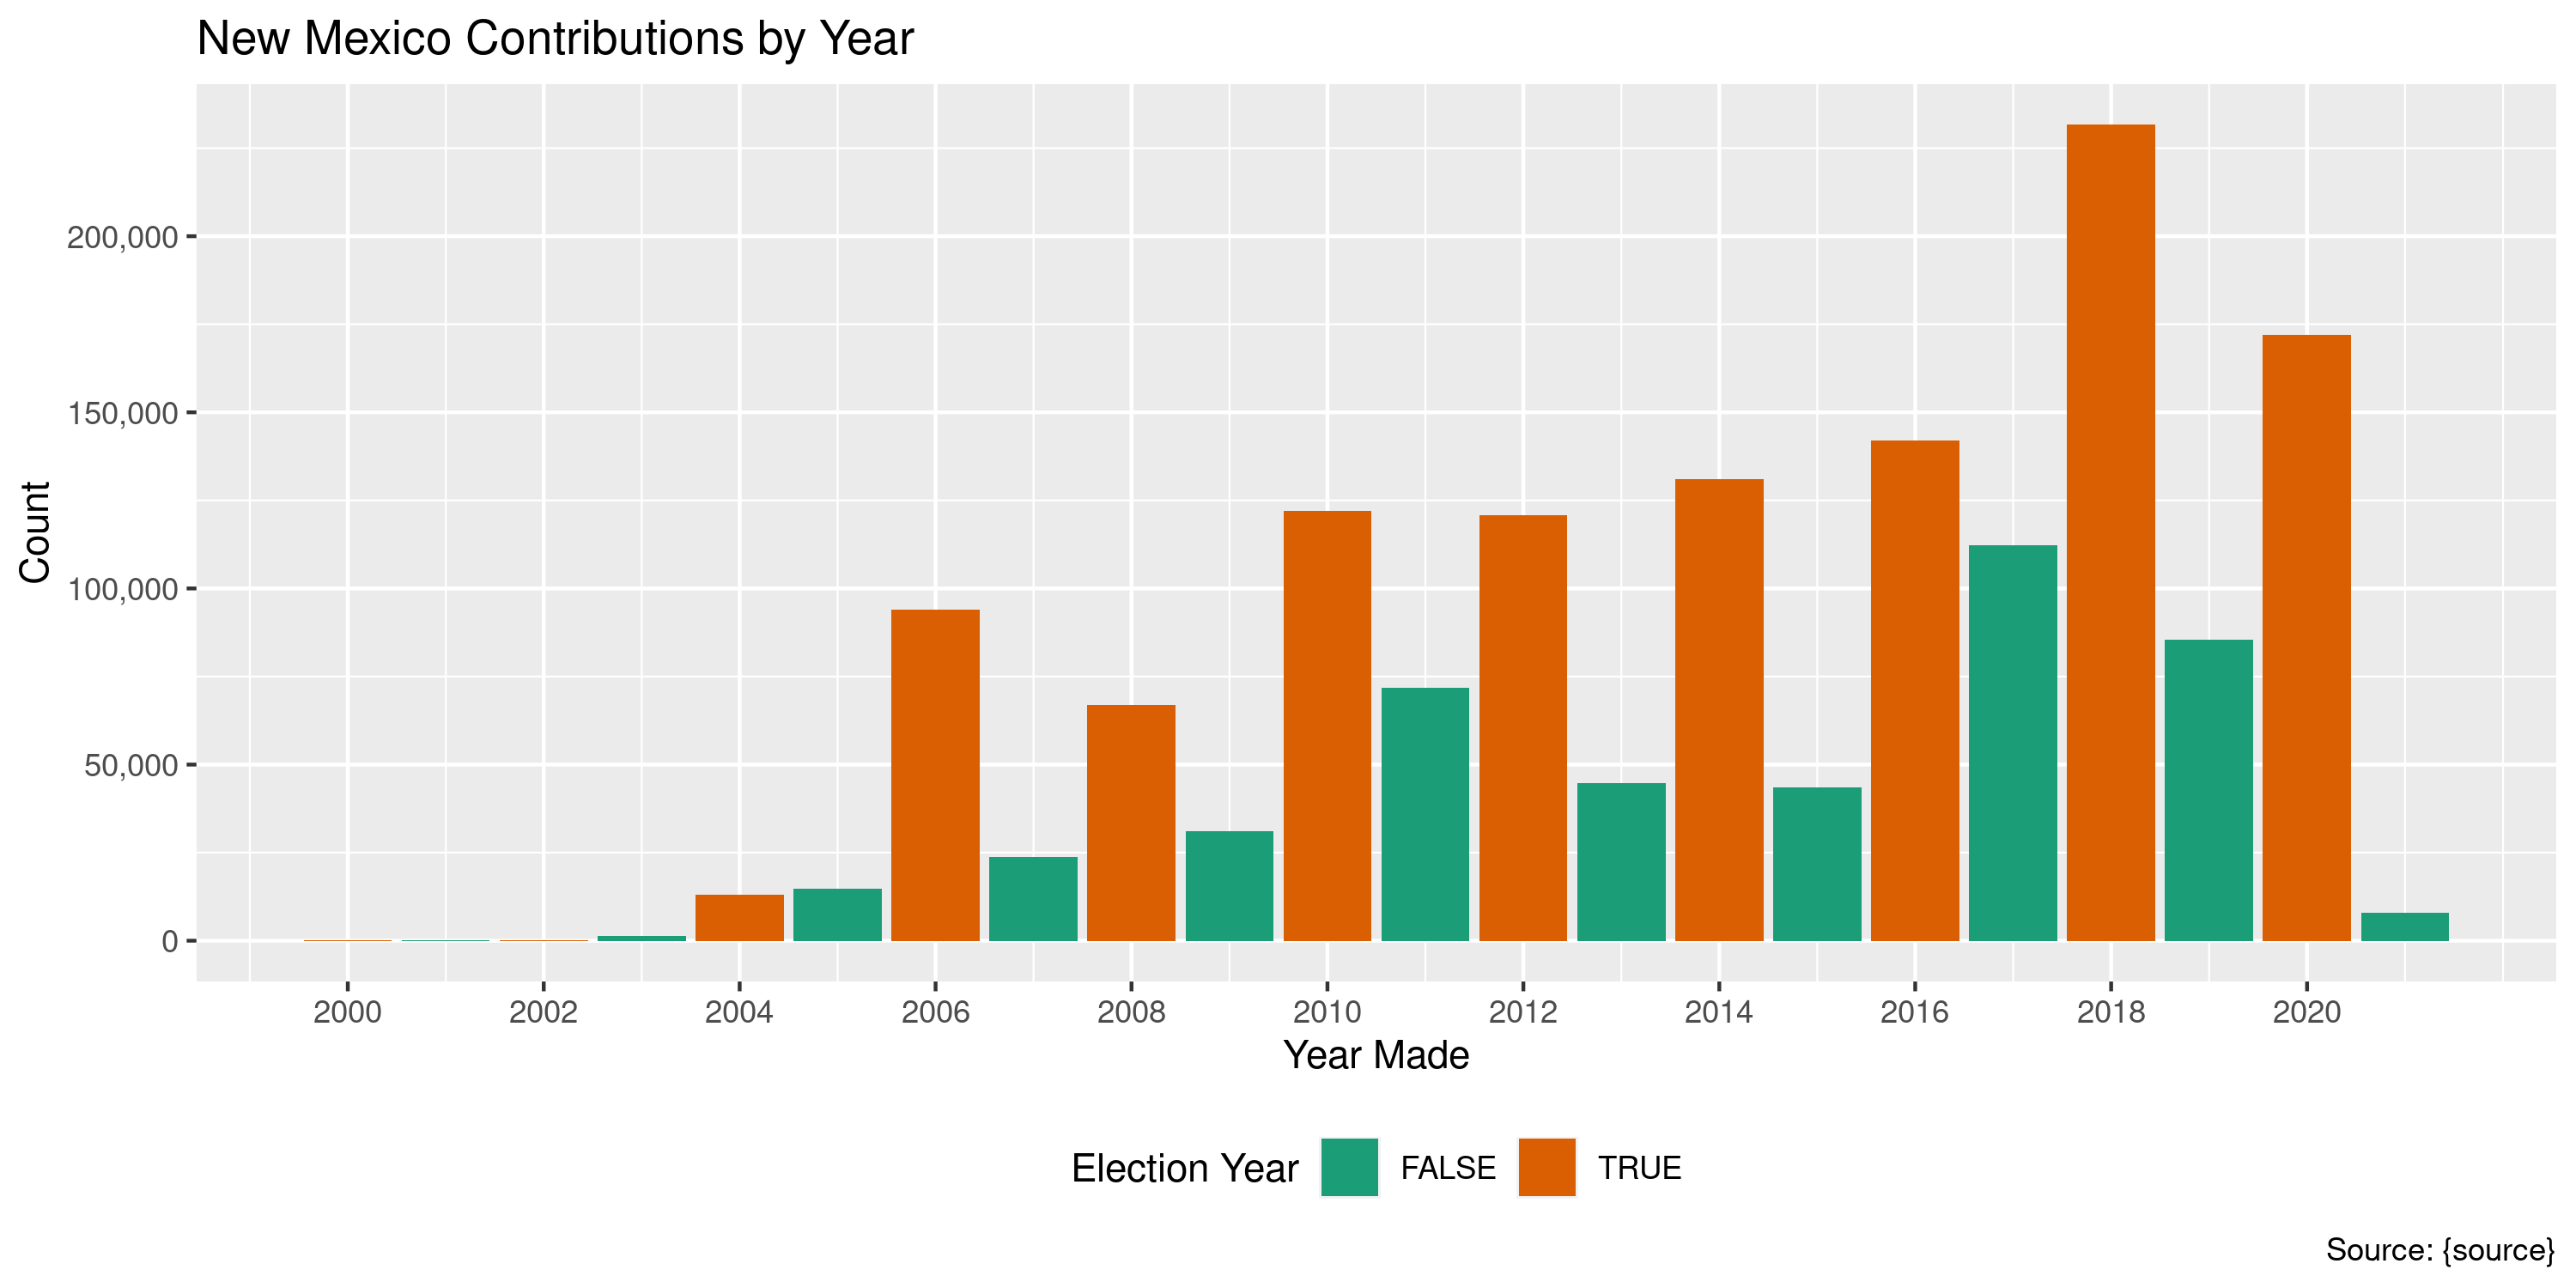 New Mexico Contributions by Year
Count
200,000
150,000
100,000
50,000
0
2000 2002 2004 2006 2008 2010 2012 2014 2016 2018 2020
Year Made
Election Year FALSE TRUE
Source: {source}